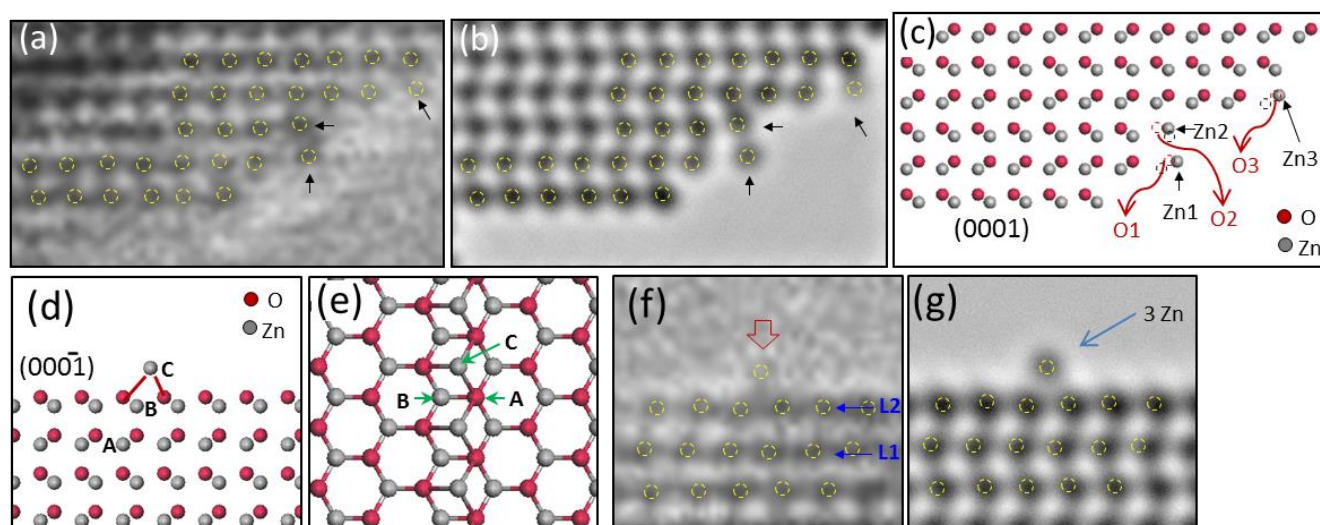 (a)
(b)
(c)
Zn2
Zn3
O3
Zn1
O1
O2
(0001)
O
Zn
(d)
O
Zn
(0001̄)
C
B
A
(e)
C
B
A
(f)
L2
L1
(g)
3 Zn